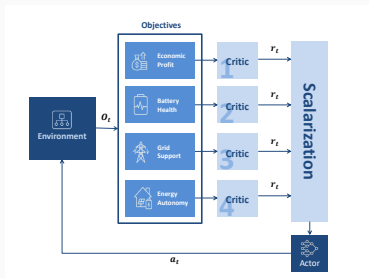 Objectives
Economic
Profit
1
Critic
r_t
Battery
Health
2
Critic
r_t
Grid
Support
3
Critic
r_t
Energy
Autonomy
4
Critic
r_t
O_t
Environment
Scalarization
Actor
a_t